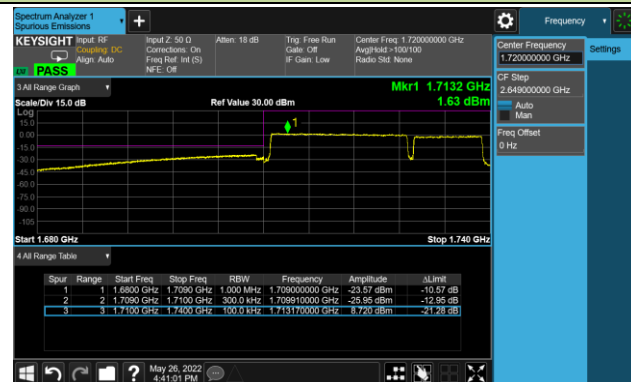 Spectrum Analyzer 1
Spurious Emissions
Frequency
KEYSIGHT
Input: RF
Coupling: DC
Align: Auto
Input Z: 50 Ω
Corrections: On
Freq Ref: Int (S)
NFE: Off
Atten: 18 dB
Trig: Free Run
Gate: Off
IF Gain: Low
Center Freq: 1.720000000 GHz
Avg|Hold:>100/100
Radio Std: None
PASS
Center Frequency
1.720000000 GHz
Settings
CF Step
2.649000000 GHz
Auto
Man
Freq Offset
0 Hz
3 All Range Graph
Mkr1 1.7132 GHz
Scale/Div 15.0 dB
Ref Value 30.00 dBm
1.63 dBm
Log
15.0
0.00
-15.0
-30.0
-45.0
-60.0
-75.0
-90.0
-105
1
Start 1.680 GHz
Stop 1.740 GHz
4 All Range Table
Spur Range Start Freq Stop Freq RBW Frequency Amplitude ΔLimit
1 1 1.6800 GHz 1.7090 GHz 1.000 MHz 1.709000000 GHz -23.57 dBm -10.57 dB
2 2 1.7090 GHz 1.7100 GHz 300.0 kHz 1.709910000 GHz -25.95 dBm -12.95 dB
3 3 1.7100 GHz 1.7400 GHz 100.0 kHz 1.713170000 GHz 8.720 dBm -21.28 dB
May 26, 2022
4:41:01 PM